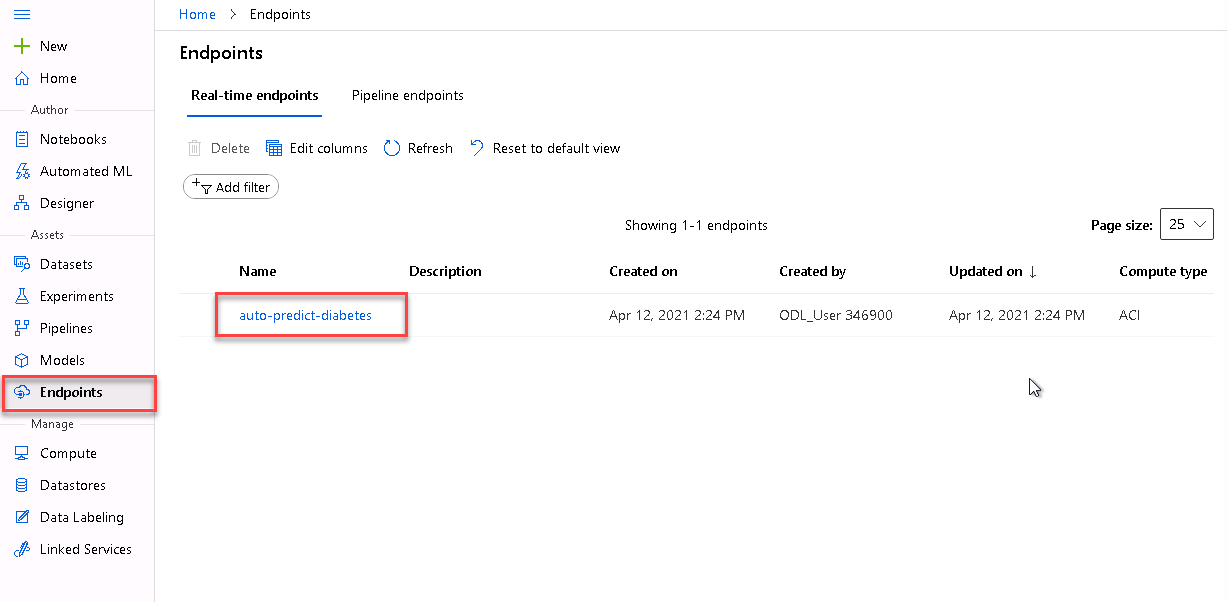 Home > Endpoints
New
Home
Author
Notebooks
Automated ML
Designer
Assets
Datasets
Experiments
Pipelines
Models
Endpoints
Manage
Compute
Datastores
Data Labeling
Linked Services
Endpoints
Real-time endpoints Pipeline endpoints
Delete Edit columns Refresh Reset to default view
Add filter
Showing 1-1 endpoints Page size: 25
Name Description Created on Created by Updated on ↓ Compute type
auto-predict-diabetes Apr 12, 2021 2:24 PM ODL_User 346900 Apr 12, 2021 2:24 PM ACI